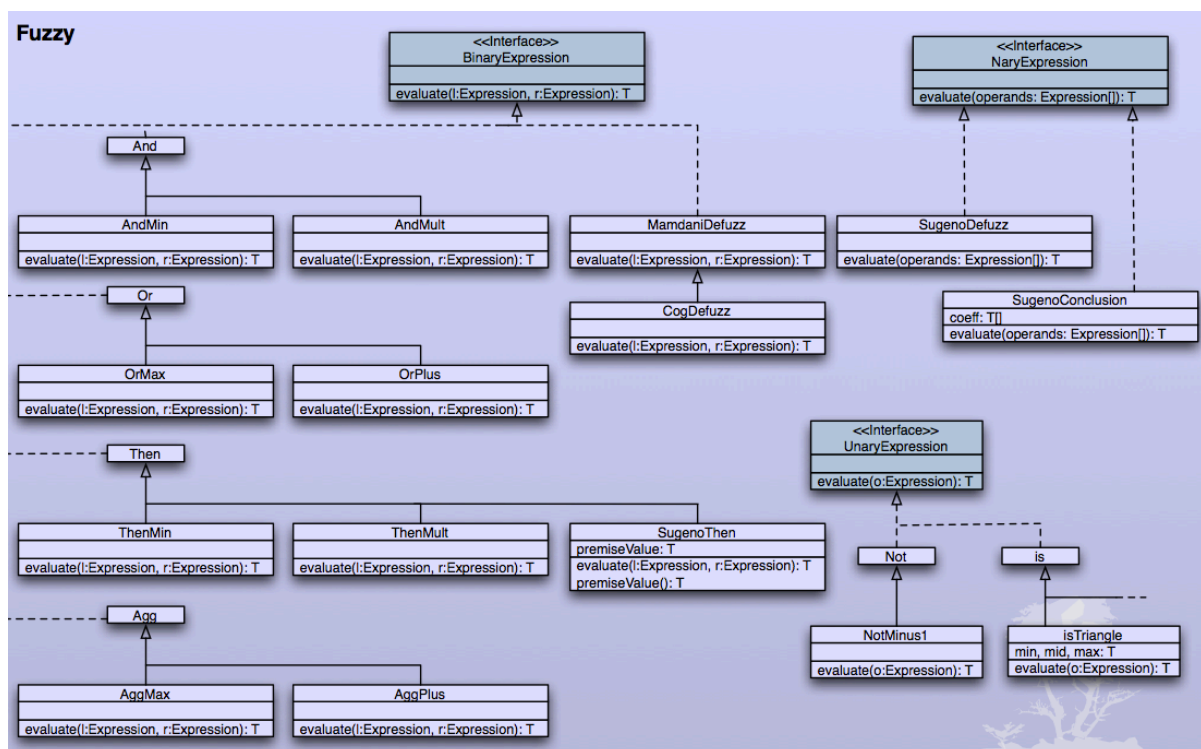 Fuzzy
<<Interface>>
BinaryExpression
evaluate(l:Expression, r:Expression): T
<<Interface>>
NaryExpression
evaluate(operands: Expression[]): T
And
AndMin
evaluate(l:Expression, r:Expression): T
AndMult
evaluate(l:Expression, r:Expression): T
MamdaniDefuzz
evaluate(l:Expression, r:Expression): T
SugenoDefuzz
evaluate(operands: Expression[]): T
Or
CogDefuzz
evaluate(l:Expression, r:Expression): T
SugenoConclusion
coeff: T[]
evaluate(operands: Expression[]): T
OrMax
evaluate(l:Expression, r:Expression): T
OrPlus
evaluate(l:Expression, r:Expression): T
<<Interface>>
UnaryExpression
evaluate(o:Expression): T
Then
ThenMin
evaluate(l:Expression, r:Expression): T
ThenMult
evaluate(l:Expression, r:Expression): T
SugenoThen
premiseValue: T
evaluate(l:Expression, r:Expression): T
premiseValue(): T
Not
is
Agg
NotMinus1
evaluate(o:Expression): T
isTriangle
min, mid, max: T
evaluate(o:Expression): T
AggMax
evaluate(l:Expression, r:Expression): T
AggPlus
evaluate(l:Expression, r:Expression): T